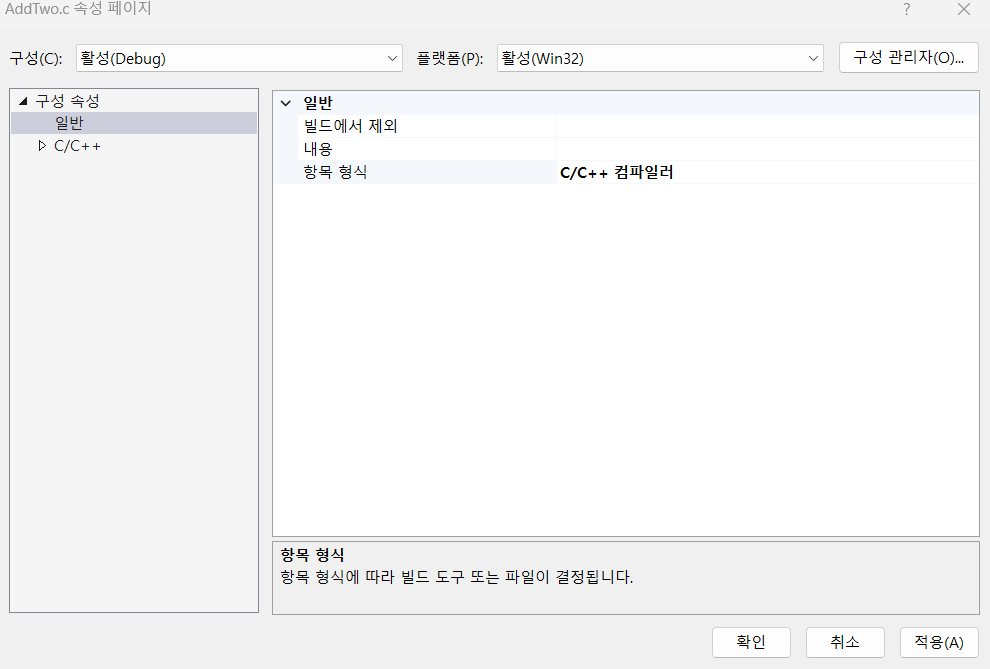 AddTwo.c 속성 페이지
구성(C): 활성(Debug) 플랫폼(P): 활성(Win32) 구성 관리자(O)...
구성 속성
일반
C/C++
일반
빌드에서 제외
내용
항목 형식 C/C++ 컴파일러
항목 형식
항목 형식에 따라 빌드 도구 또는 파일이 결정됩니다.
확인 취소 적용(A)